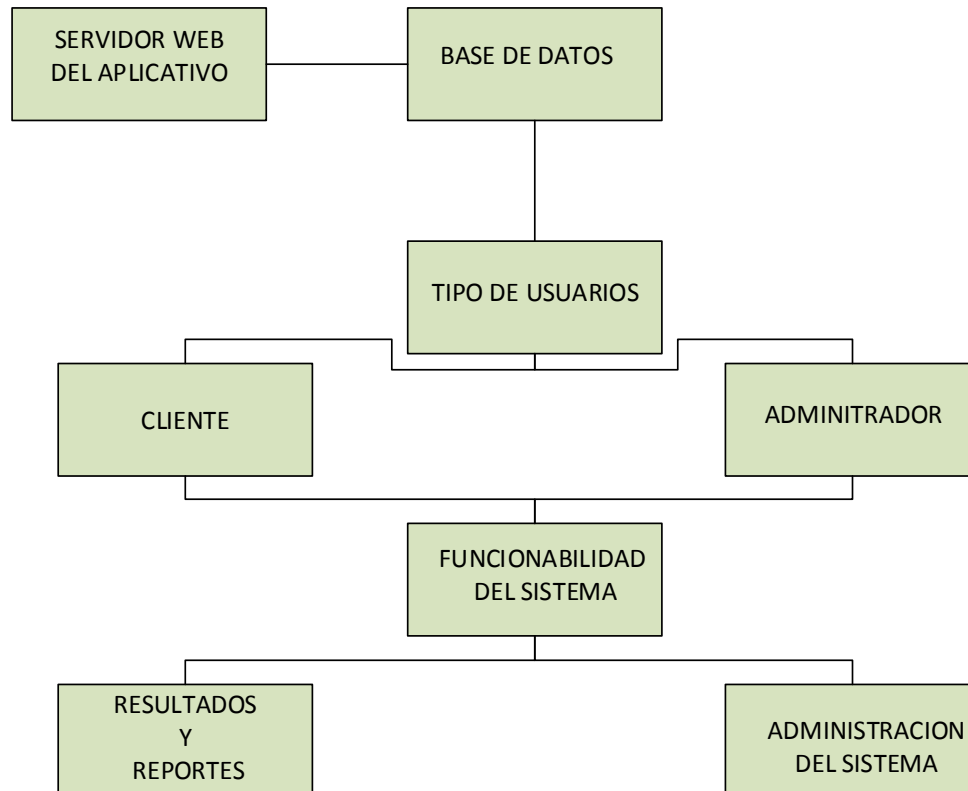 SERVIDOR WEB
DEL APLICATIVO
BASE DE DATOS
TIPO DE USUARIOS
CLIENTE
ADMINITRADOR
FUNCIONABILIDAD
DEL SISTEMA
RESULTADOS
Y
REPORTES
ADMINISTRACION
DEL SISTEMA